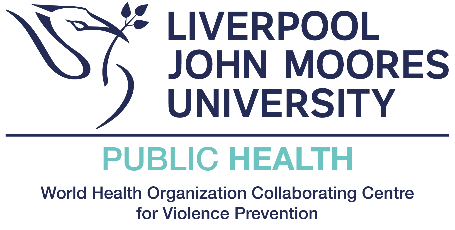 LIVERPOOL
JOHN MOORES
UNIVERSITY
PUBLIC HEALTH
World Health Organization Collaborating Centre
for Violence Prevention